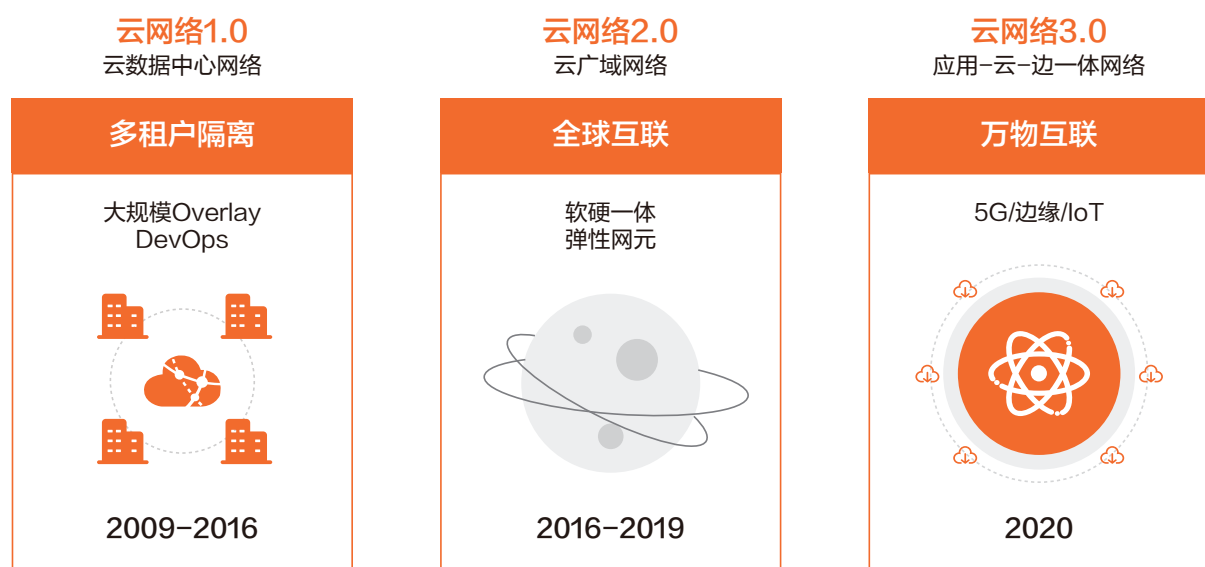 云网络1.0
云数据中心网络
多租户隔离
大规模Overlay
DevOps
2009-2016
云网络2.0
云广域网络
全球互联
软硬一体
弹性网元
2016-2019
云网络3.0
应用-云-边一体网络
万物互联
5G/边缘/IoT
2020